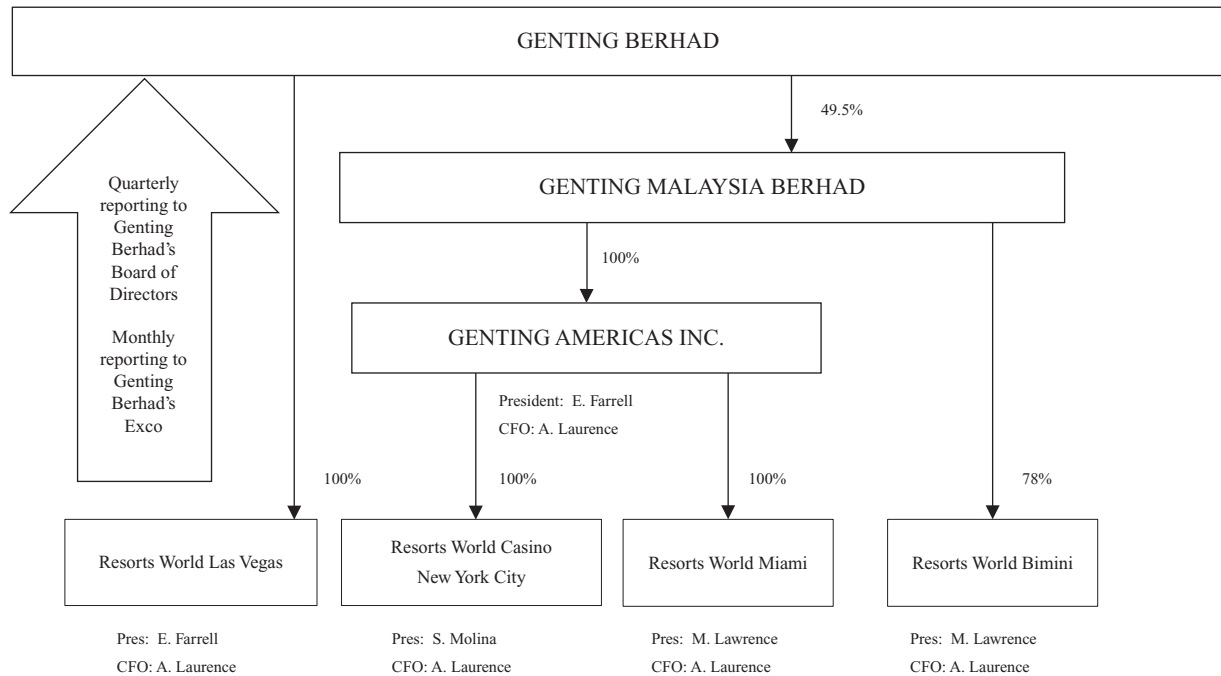 GENTING BERHAD
49.5%
GENTING MALAYSIA BERHAD
Quarterly
reporting to
Genting
Berhad’s
Board of
Directors
Monthly
reporting to
Genting
Berhad’s
Exco
100%
GENTING AMERICAS INC.
President: E. Farrell
CFO: A. Laurence
100%
100%
100%
78%
Resorts World Las Vegas
Resorts World Casino
New York City
Resorts World Miami
Resorts World Bimini
Pres: E. Farrell
CFO: A. Laurence
Pres: S. Molina
CFO: A. Laurence
Pres: M. Lawrence
CFO: A. Laurence
Pres: M. Lawrence
CFO: A. Laurence